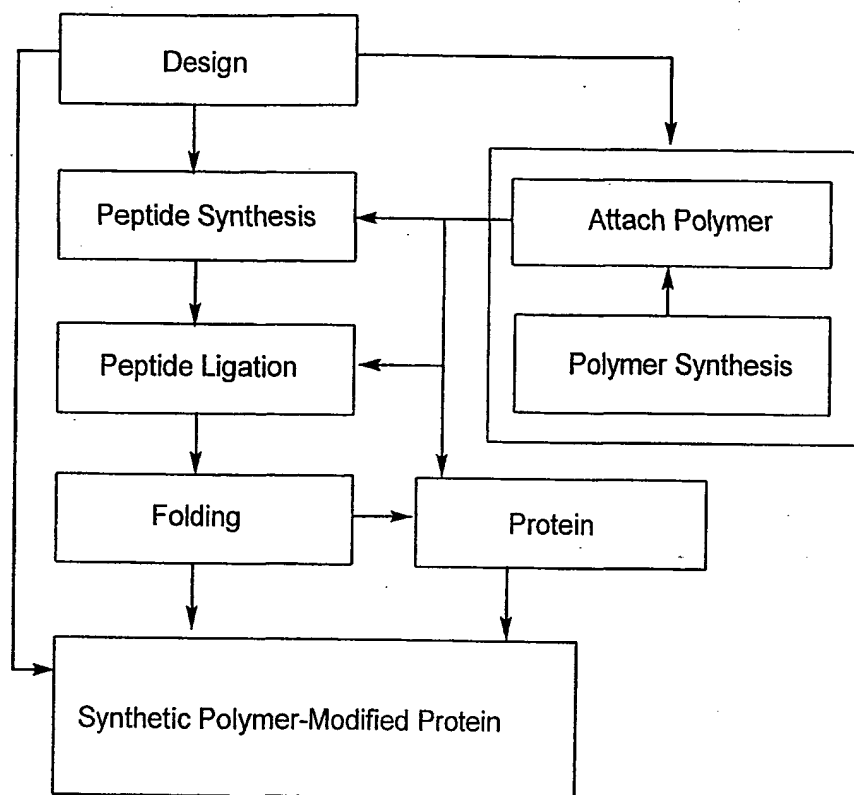 Design
Peptide Synthesis
Attach Polymer
Peptide Ligation
Polymer Synthesis
Folding
Protein
Synthetic Polymer-Modified Protein